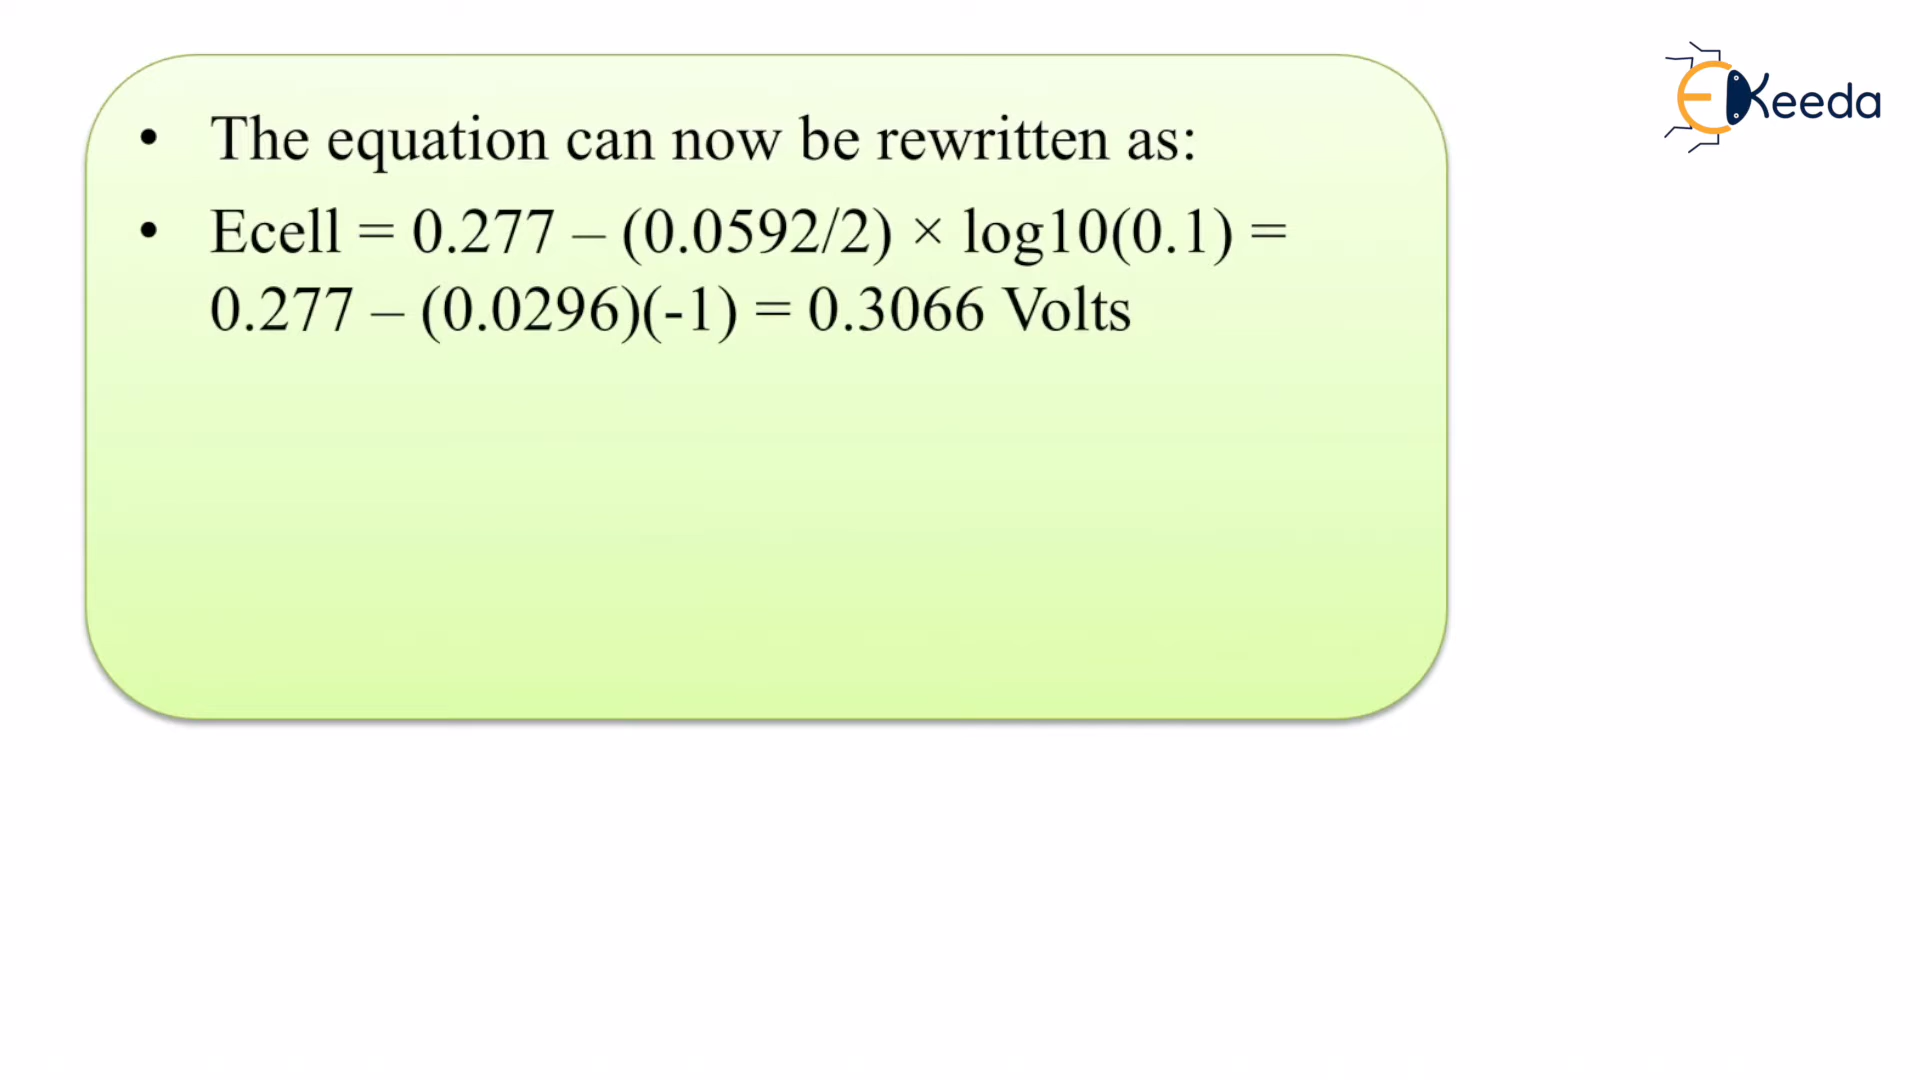 • The equation can now be rewritten as:
• Ecell = 0.277 – (0.0592/2) × log10(0.1) =
0.277 – (0.0296)(-1) = 0.3066 Volts
EKeeda